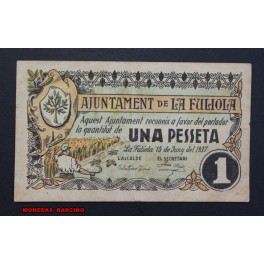 AJUNTAMENT DE LA FULIOLA
Aquest Ajuntament reconeix a favor del portador
la quantitat de
UNA PESSETA
La Fuliola 15 de Juny del 1937
L'ALCALDE EL SECRETARI
1
MONEDAS BARCINO